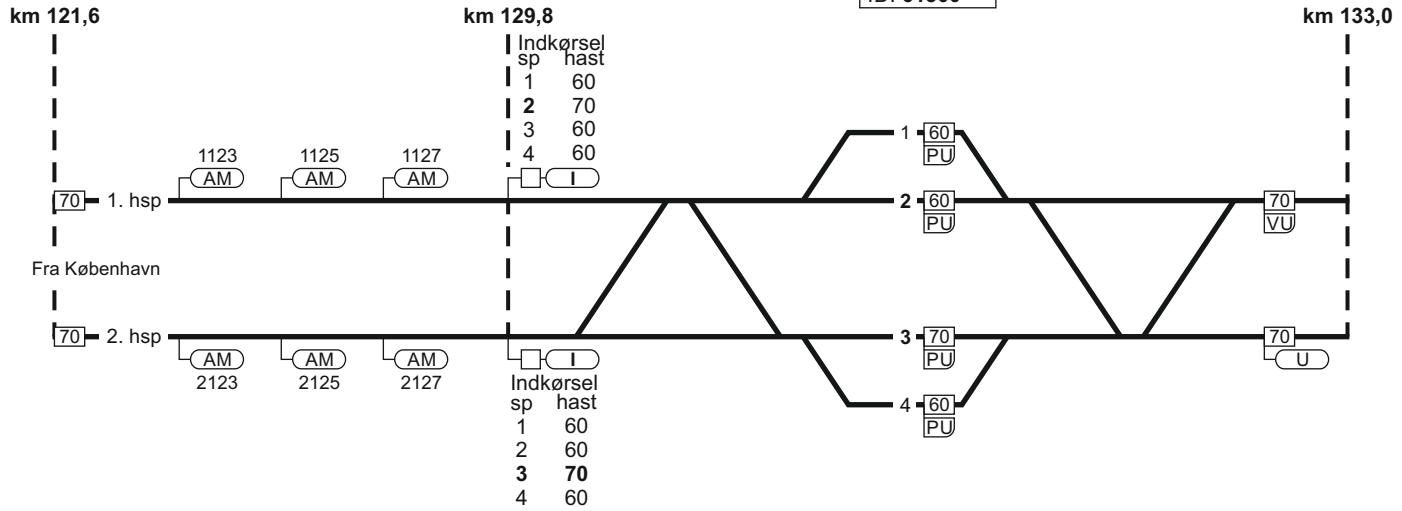 km 121,6
km 129,8
km 133,0
Indkørsel
sp hast
1 60
2 70
3 60
4 60
1123
1125
1127
AM
AM
AM
I
1 60
PU
70 1. hsp
2 60
PU
70
VU
Fra København
70 2. hsp
3 70
PU
70
U
AM
AM
AM
2123
2125
2127
I
4 60
PU
Indkørsel
sp hast
1 60
2 60
3 70
4 60